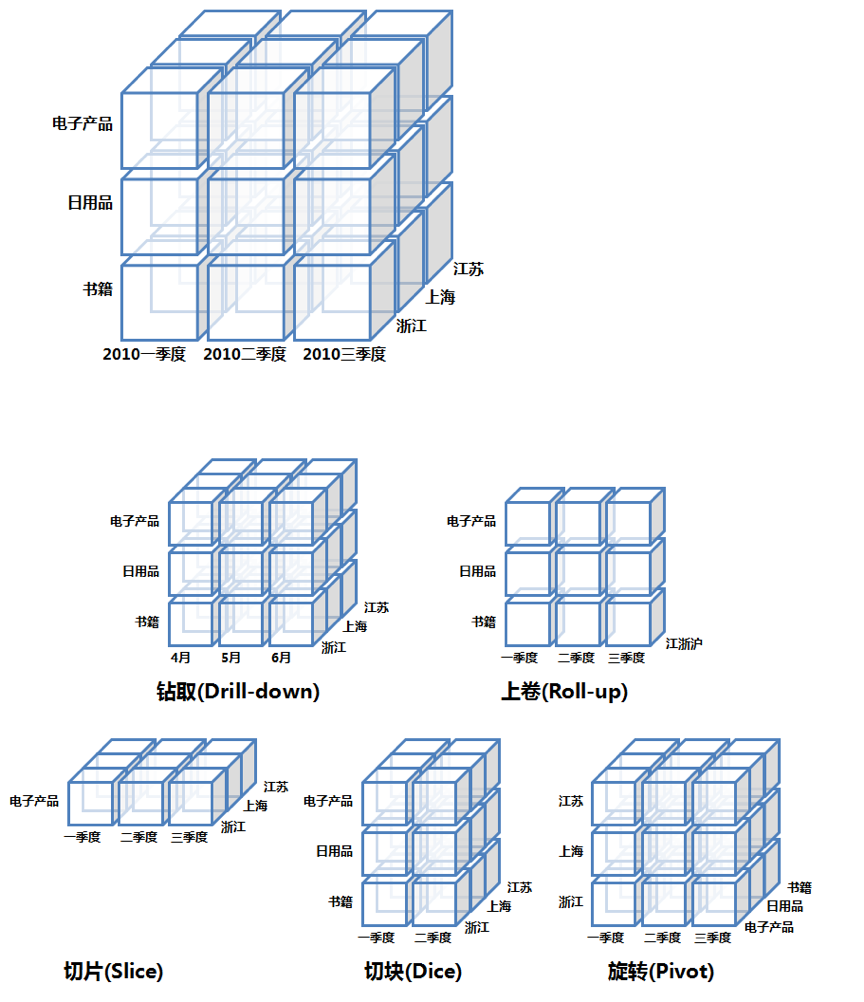 电子产品
日用品
书籍
江苏
上海
浙江
2010一季度 2010二季度 2010三季度
电子产品
日用品
书籍
江苏
上海
浙江
4月 5月 6月
钻取(Drill-down)
电子产品
日用品
书籍
江浙沪
一季度 二季度 三季度
上卷(Roll-up)
电子产品
江苏
上海
浙江
一季度 二季度 三季度
切片(Slice)
电子产品
日用品
书籍
江苏
上海
浙江
一季度 二季度
切块(Dice)
江苏
上海
浙江
书籍
日用品
电子产品
一季度 二季度 三季度
旋转(Pivot)